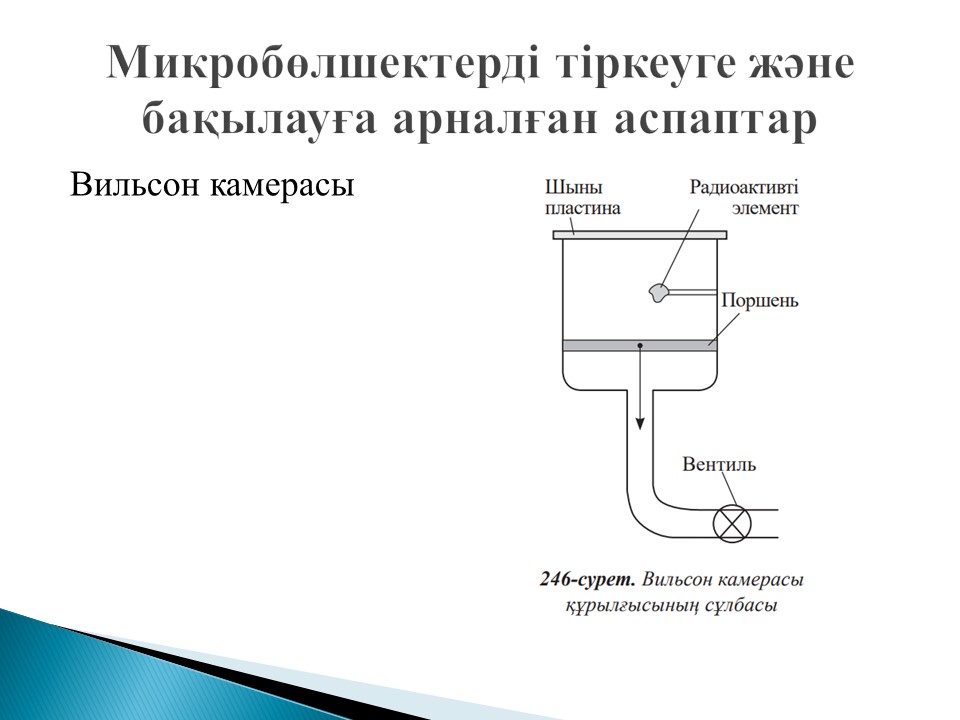 Микробөлшектерді тіркеуге және
бақылауға арналған аспаптар
Вильсон камерасы
Шыны
пластина
Радиоактивті
элемент
Поршень
Вентиль
246-сурет. Вильсон камерасы
құрылғысының сұлбасы